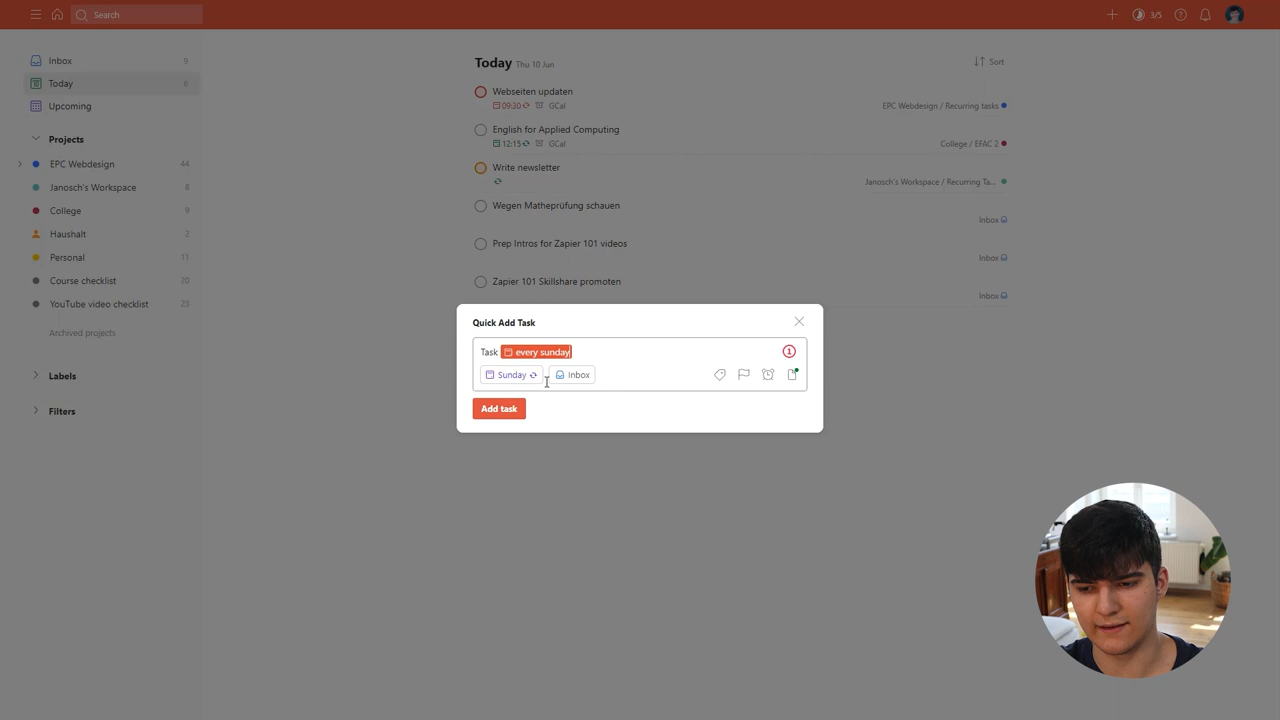 Search
3/5
Inbox 9
Today 6
Upcoming
Projects
EPC Webdesign 44
Janosch's Workspace 8
College 9
Haushalt 2
Personal 11
Course checklist 20
YouTube video checklist 23
Archived projects
Labels
Filters
Today Thu 10 Jun
Sort
Webseiten updaten
09:30 GCal
EPC Webdesign / Recurring tasks
English for Applied Computing
12:15 GCal
College / EFAC 2
Write newsletter
Janosch's Workspace / Recurring Ta...
Wegen Matheprüfung schauen
Inbox
Prep Intros for Zapier 101 videos
Inbox
Zapier 101 Skillshare promoten
Inbox
Quick Add Task
Task every sunday
1
Sunday
Inbox
Add task